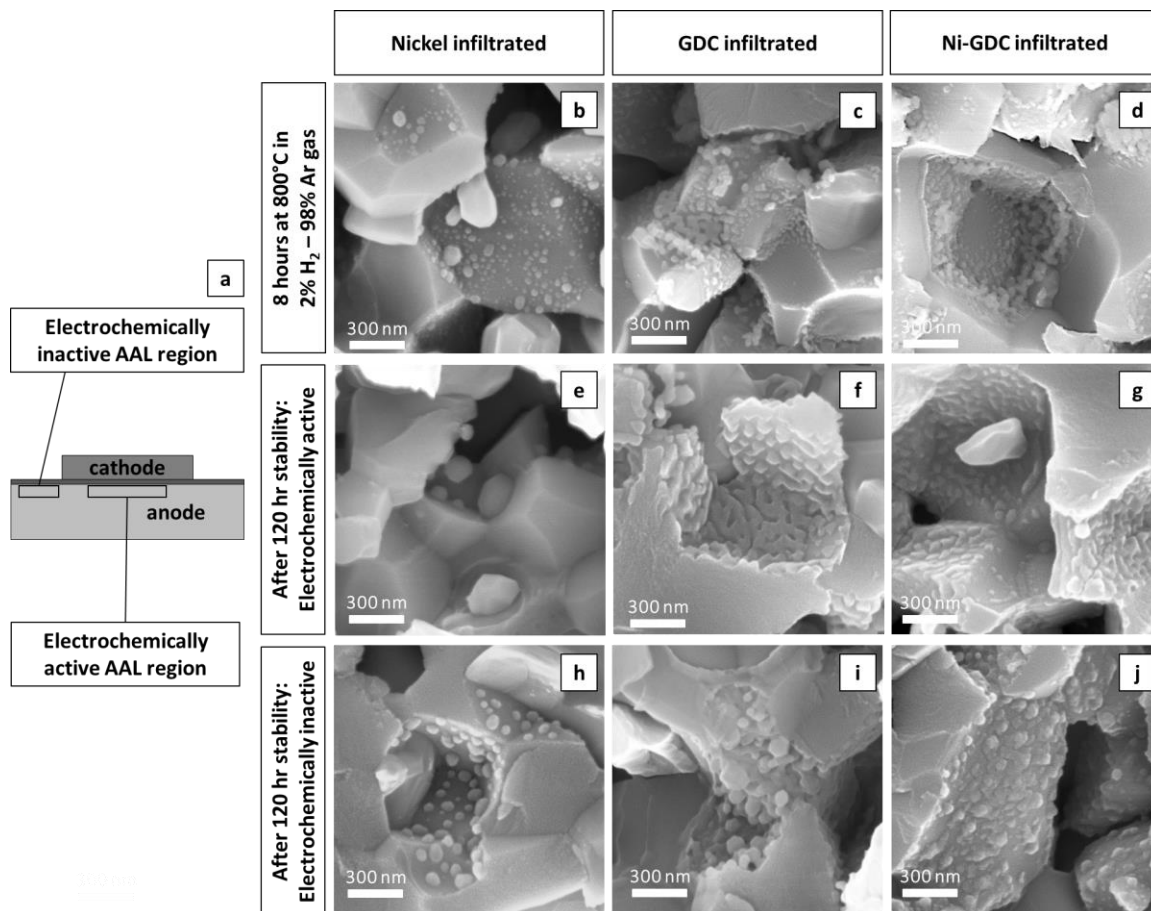 Nickel infiltrated
GDC infiltrated
Ni-GDC infiltrated
8 hours at 800°C in
2% H₂ – 98% Ar gas
b
300 nm
c
300 nm
d
300 nm
a
Electrochemically
inactive AAL region
cathode
anode
Electrochemically
active AAL region
After 120 hr stability:
Electrochemically active
e
300 nm
f
300 nm
g
300 nm
After 120 hr stability:
Electrochemically inactive
h
300 nm
i
300 nm
j
300 nm